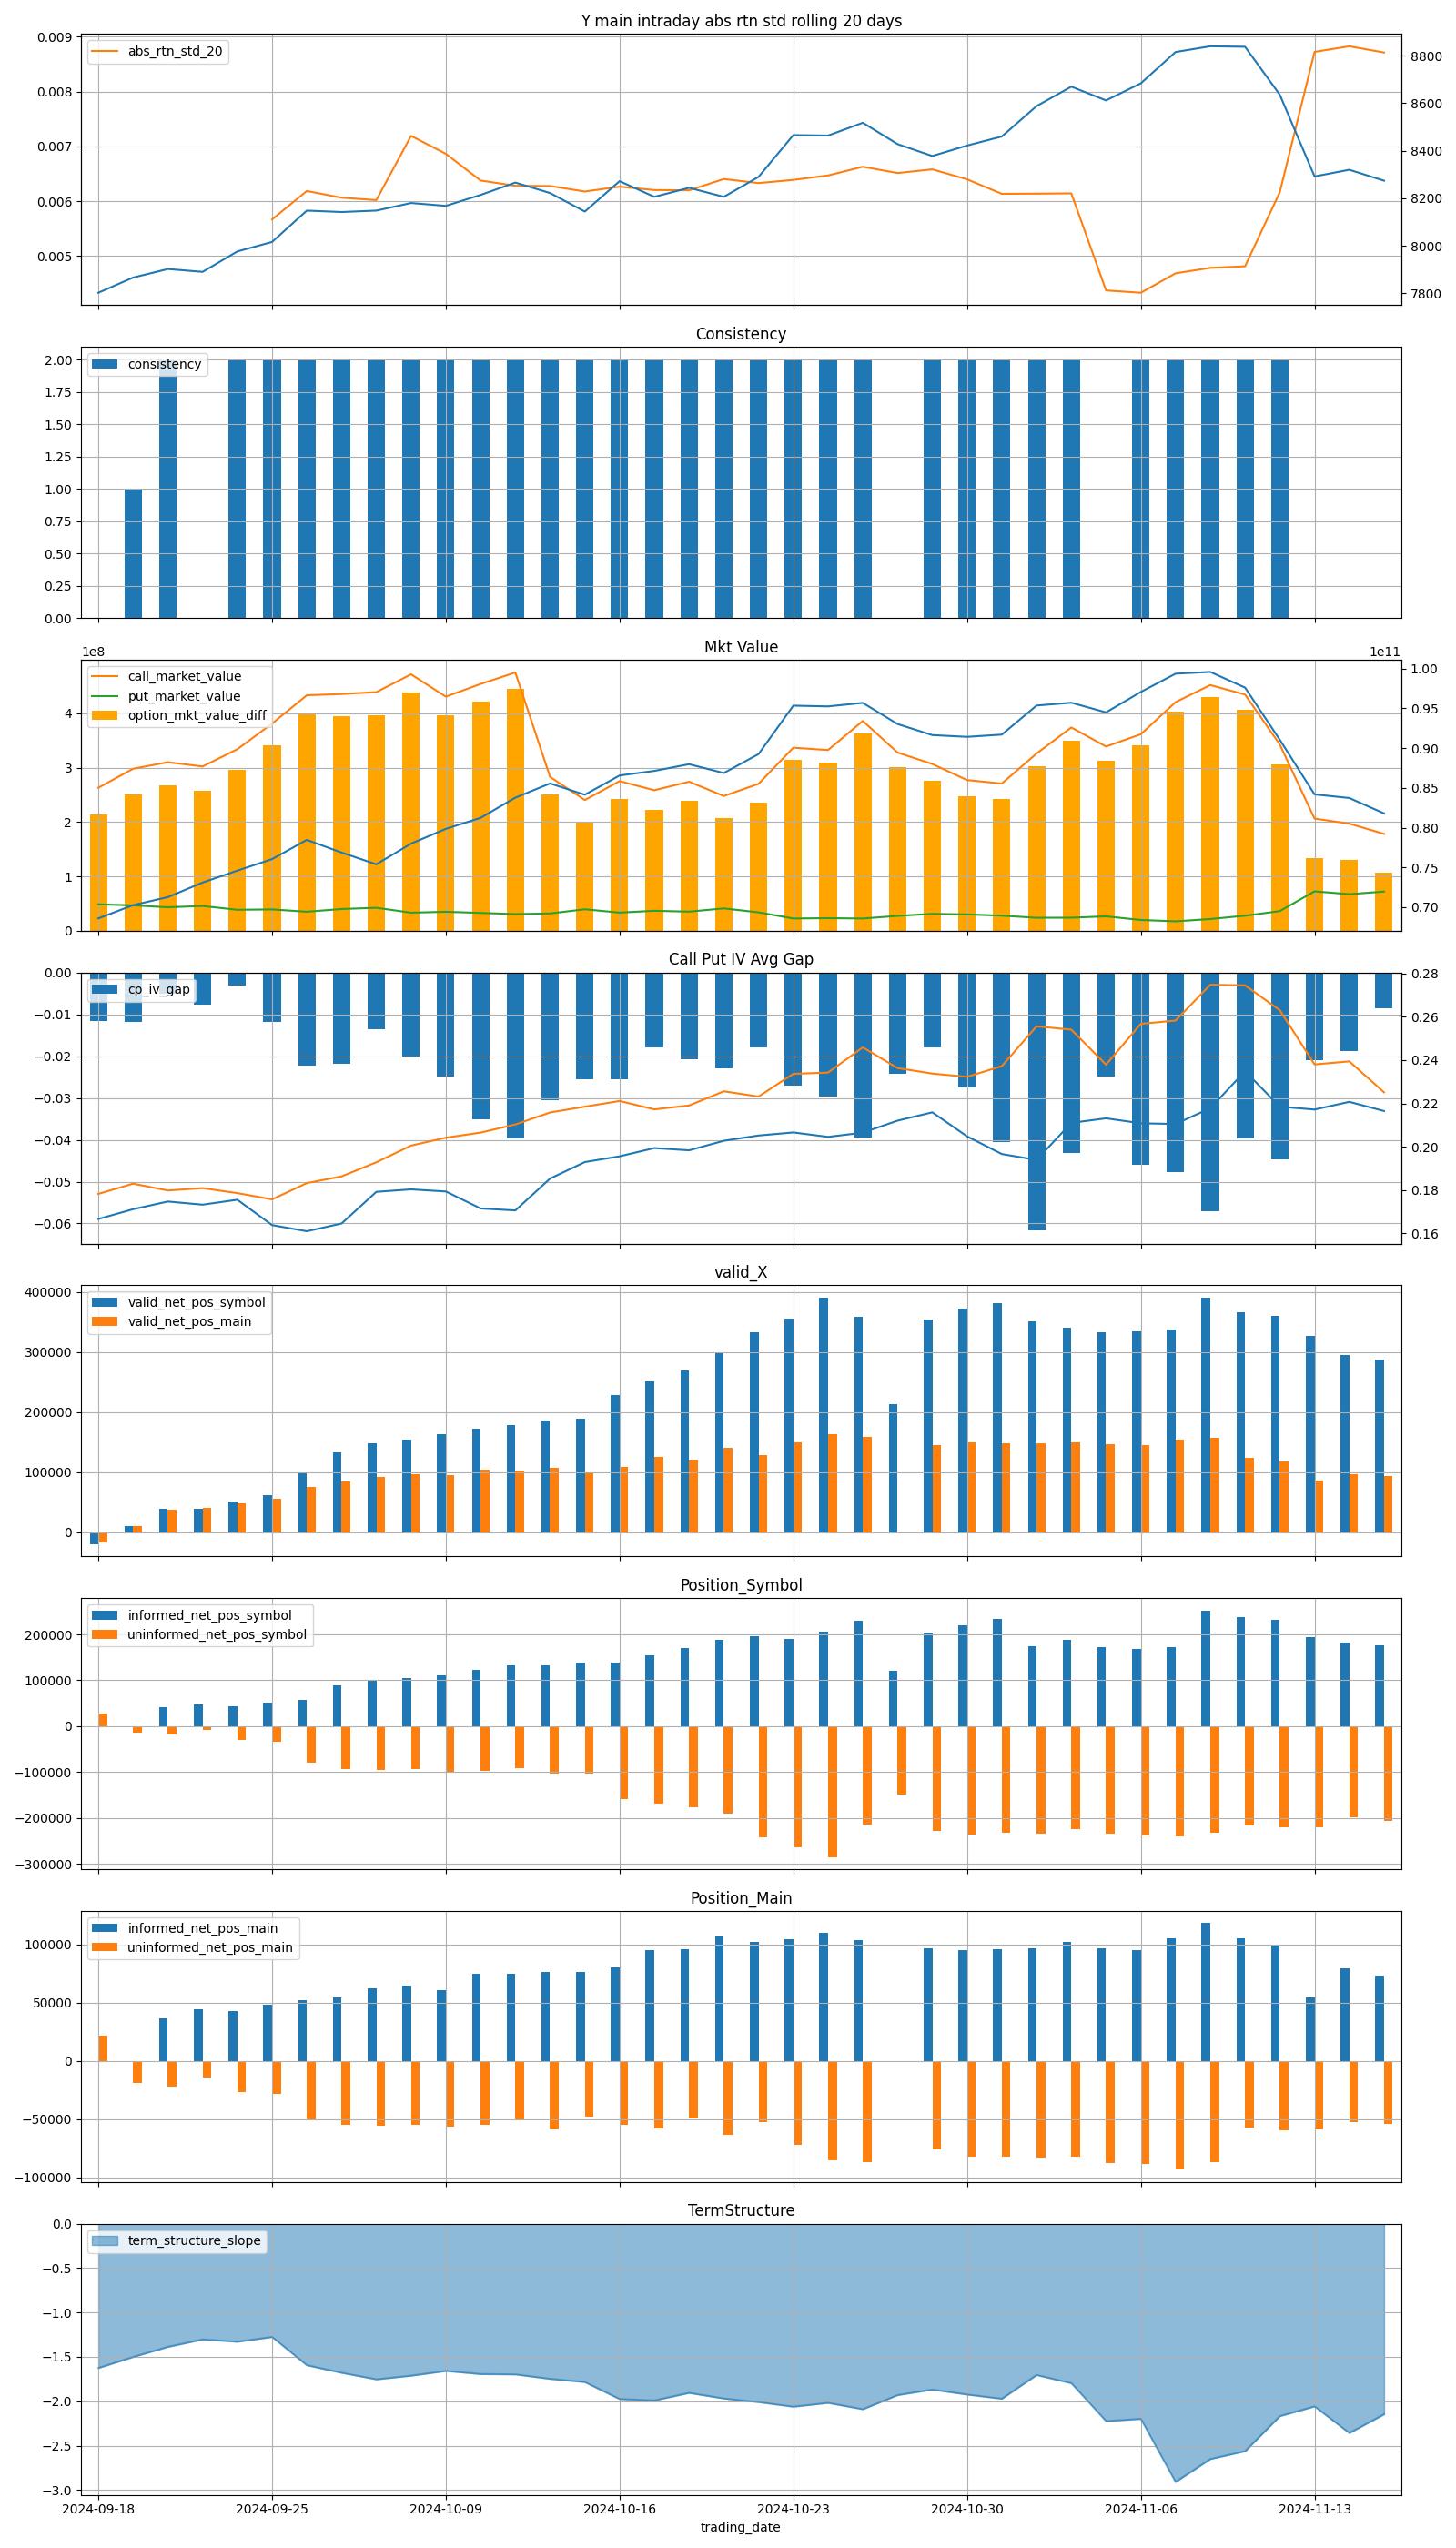 Y main intraday abs rtn std rolling 20 days
abs_rtn_std_20
0.009
0.008
0.007
0.006
0.005
8800
8600
8400
8200
8000
7800
Consistency
consistency
2.00
1.75
1.50
1.25
1.00
0.75
0.50
0.25
0.00
Mkt Value
1e8
1e11
call_market_value
put_market_value
option_mkt_value_diff
4
3
2
1
0
1.00
0.95
0.90
0.85
0.80
0.75
0.70
Call Put IV Avg Gap
cp_iv_gap
0.00
−0.01
−0.02
−0.03
−0.04
−0.05
−0.06
0.28
0.26
0.24
0.22
0.20
0.18
0.16
valid_X
valid_net_pos_symbol
valid_net_pos_main
400000
300000
200000
100000
0
Position_Symbol
informed_net_pos_symbol
uninformed_net_pos_symbol
200000
100000
0
−100000
−200000
−300000
Position_Main
informed_net_pos_main
uninformed_net_pos_main
100000
50000
0
−50000
−100000
TermStructure
term_structure_slope
0.0
−0.5
−1.0
−1.5
−2.0
−2.5
−3.0
2024-09-18 2024-09-25 2024-10-09 2024-10-16 2024-10-23 2024-10-30 2024-11-06 2024-11-13
trading_date